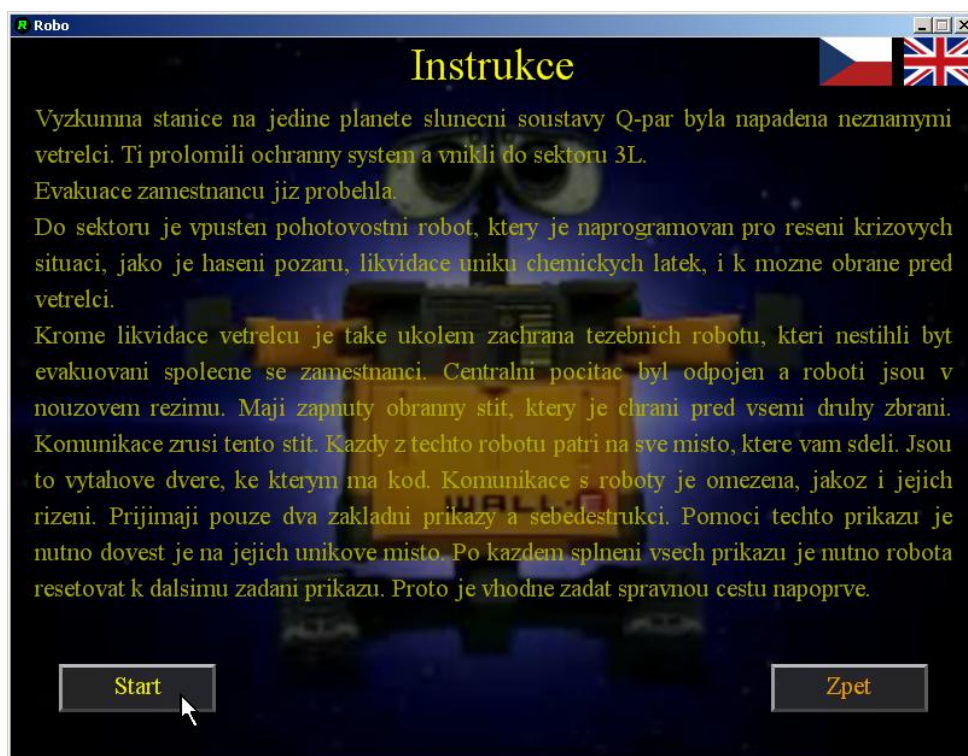 Robo
Instrukce
Vyzkumna stanice na jedine planete slunecni soustavy Q-par byla napadena neznamymi
vetrelci. Ti prolomili ochranny system a vnikli do sektoru 3L.
Evakuace zamestnancu jiz probehla.
Do sektoru je vpusten pohotovostni robot, ktery je naprogramovan pro reseni krizovych
situaci, jako je haseni pozaru, likvidace uniku chemickych latek, i k mozne obrane pred
vetrelci.
Krome likvidace vetrelcu je take ukolem zachrana tezebnich robotu, kteri nestihli byt
evakuovani spolecne se zamestnanci. Centralni pocitac byl odpojen a roboti jsou v
nouzovem rezimu. Maji zapnuty obranny stit, ktery je chrani pred vsemi druhy zbrani.
Komunikace zrusi tento stit. Kazdy z techto robotu patri na sve misto, ktere vam sdeli. Jsou
to vytahove dvere, ke kterym ma kod. Komunikace s roboty je omezena, jakoz i jejich
rizeni. Prijimaji pouze dva zakladni prikazy a sebedestrukci. Pomoci techto prikazu je
nutno dovest je na jejich unikove misto. Po kazdem splneni vsech prikazu je nutno robota
resetovat k dalsimu zadani prikazu. Proto je vhodne zadat spravnou cestu napoprve.
WALL·E
Start
Zpet